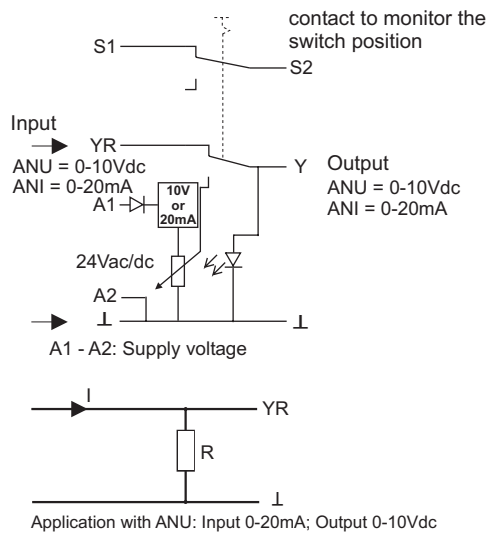 contact to monitor the
switch position
S1
S2
Input
YR
ANU = 0-10Vdc
ANI = 0-20mA
Y
Output
ANU = 0-10Vdc
ANI = 0-20mA
A1
10V
or
20mA
24Vac/dc
A2
⊥
⊥
A1 - A2: Supply voltage
I
YR
R
⊥
Application with ANU: Input 0-20mA; Output 0-10Vdc